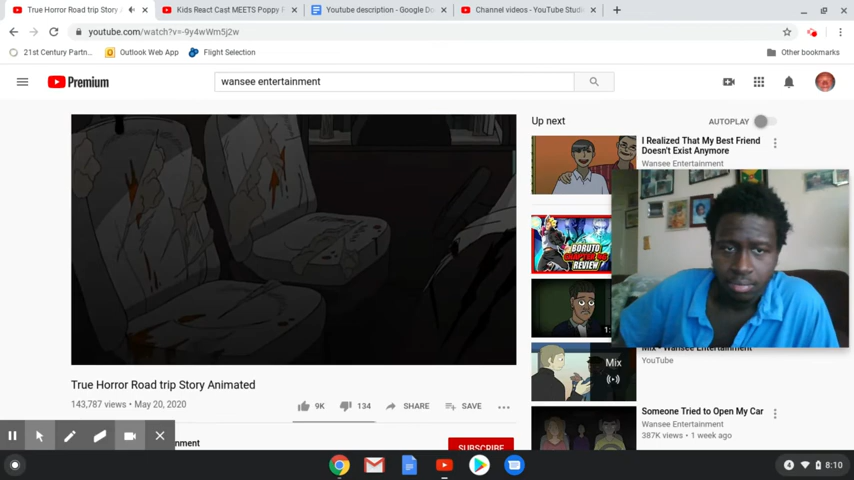 True Horror Road trip Story
Kids React Cast MEETS Poppy
Youtube description - Google Do
Channel videos - YouTube Studi
youtube.com/watch?v=-9y4wWm5j2w
21st Century Partn...
Outlook Web App
Flight Selection
Other bookmarks
Premium
wansee entertainment
Up next
AUTOPLAY
I Realized That My Best Friend
Doesn't Exist Anymore
Wansee Entertainment
BORUTO
REVIEW
1:
Mix
YouTube
True Horror Road trip Story Animated
143,787 views • May 20, 2020
9K
134
SHARE
SAVE
Someone Tried to Open My Car
Wansee Entertainment
387K views • 1 week ago
SUBSCRIBE
4
8:10